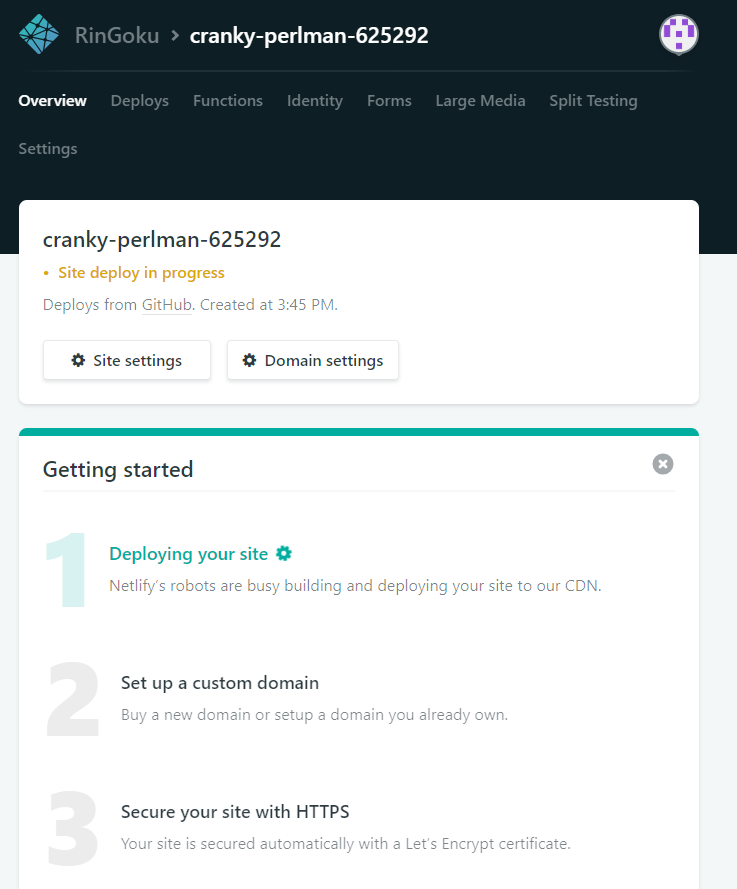 RinGoku > cranky-perlman-625292
Overview Deploys Functions Identity Forms Large Media Split Testing
Settings
cranky-perlman-625292
• Site deploy in progress
Deploys from GitHub. Created at 3:45 PM.
Site settings Domain settings
Getting started
1 Deploying your site
Netlify’s robots are busy building and deploying your site to our CDN.
2 Set up a custom domain
Buy a new domain or setup a domain you already own.
3 Secure your site with HTTPS
Your site is secured automatically with a Let’s Encrypt certificate.